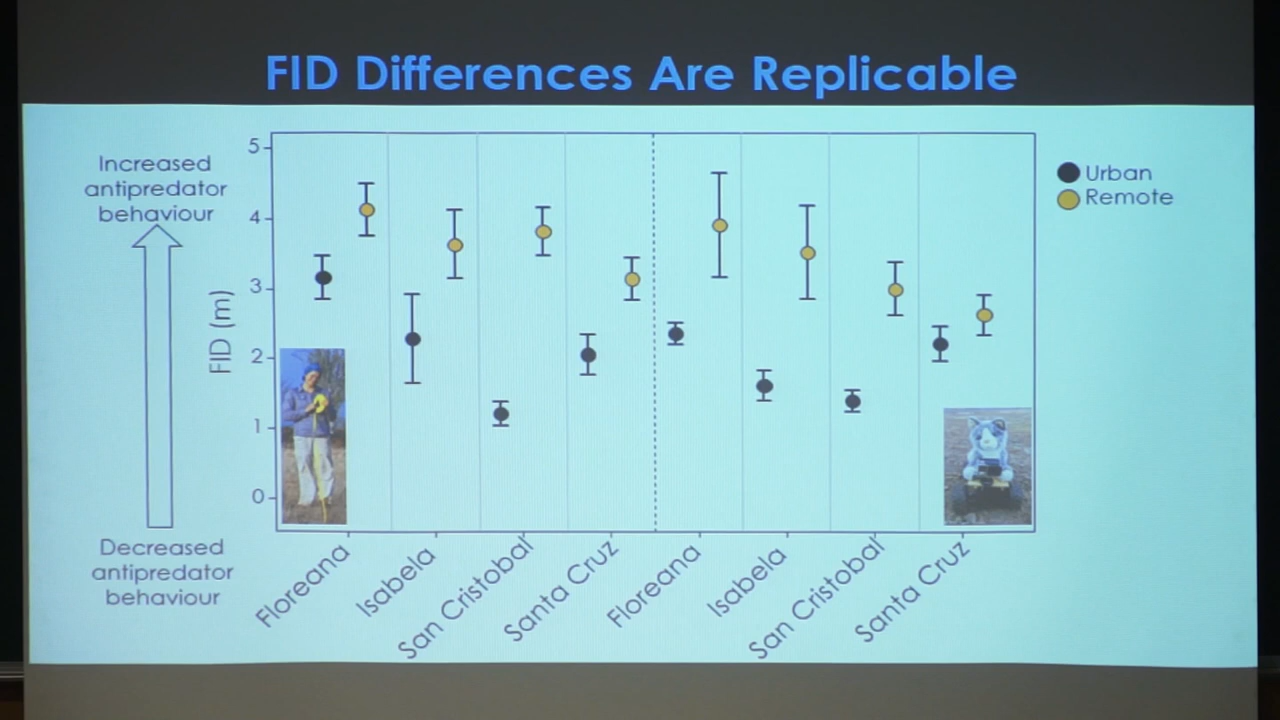 FID Differences Are Replicable
Increased
antipredator
behaviour
Decreased
antipredator
behaviour
FID (m)
5
4
3
2
1
0
Urban
Remote
Floreana
Isabela
San Cristobal
Santa Cruz
Floreana
Isabela
San Cristobal
Santa Cruz